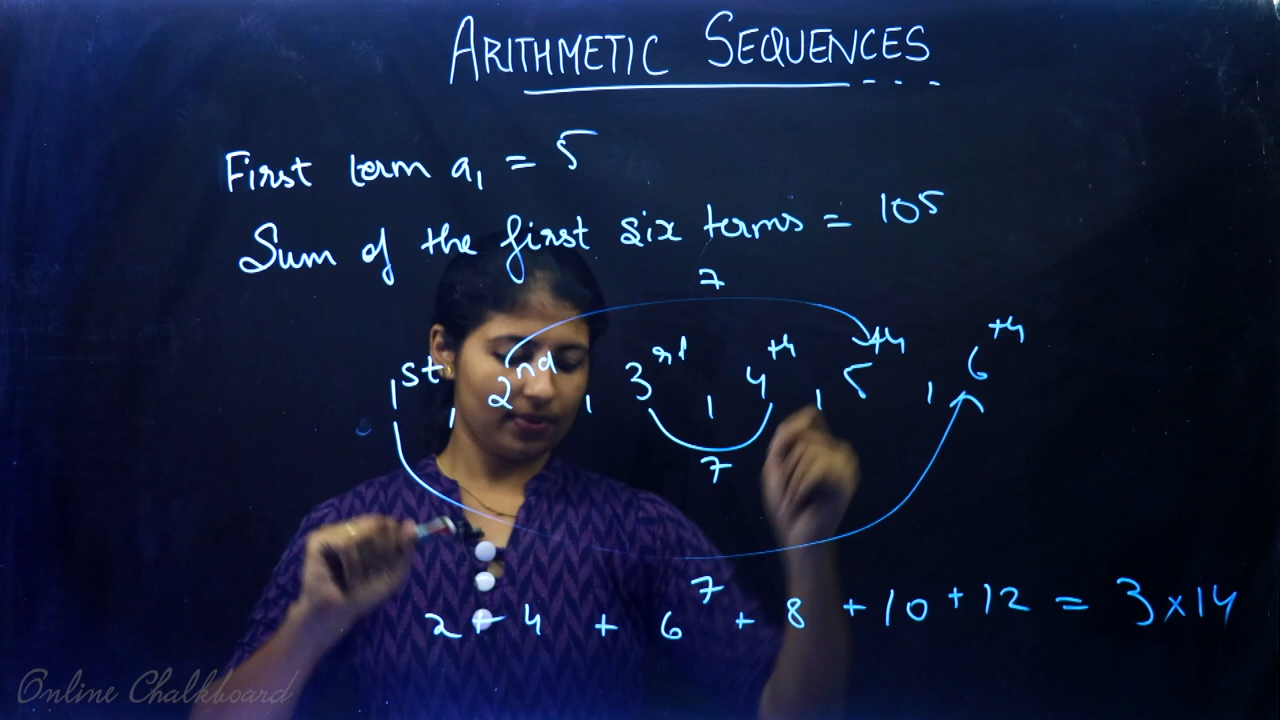 ARITHMETIC SEQUENCES
First term a₁ = 5
Sum of the first six terms = 105
7
1st, 2nd, 3rd, 4th, 5th, 6th
7
7
2 + 4 + 6 + 8 + 10 + 12 = 3 x 14
Online Chalkboard